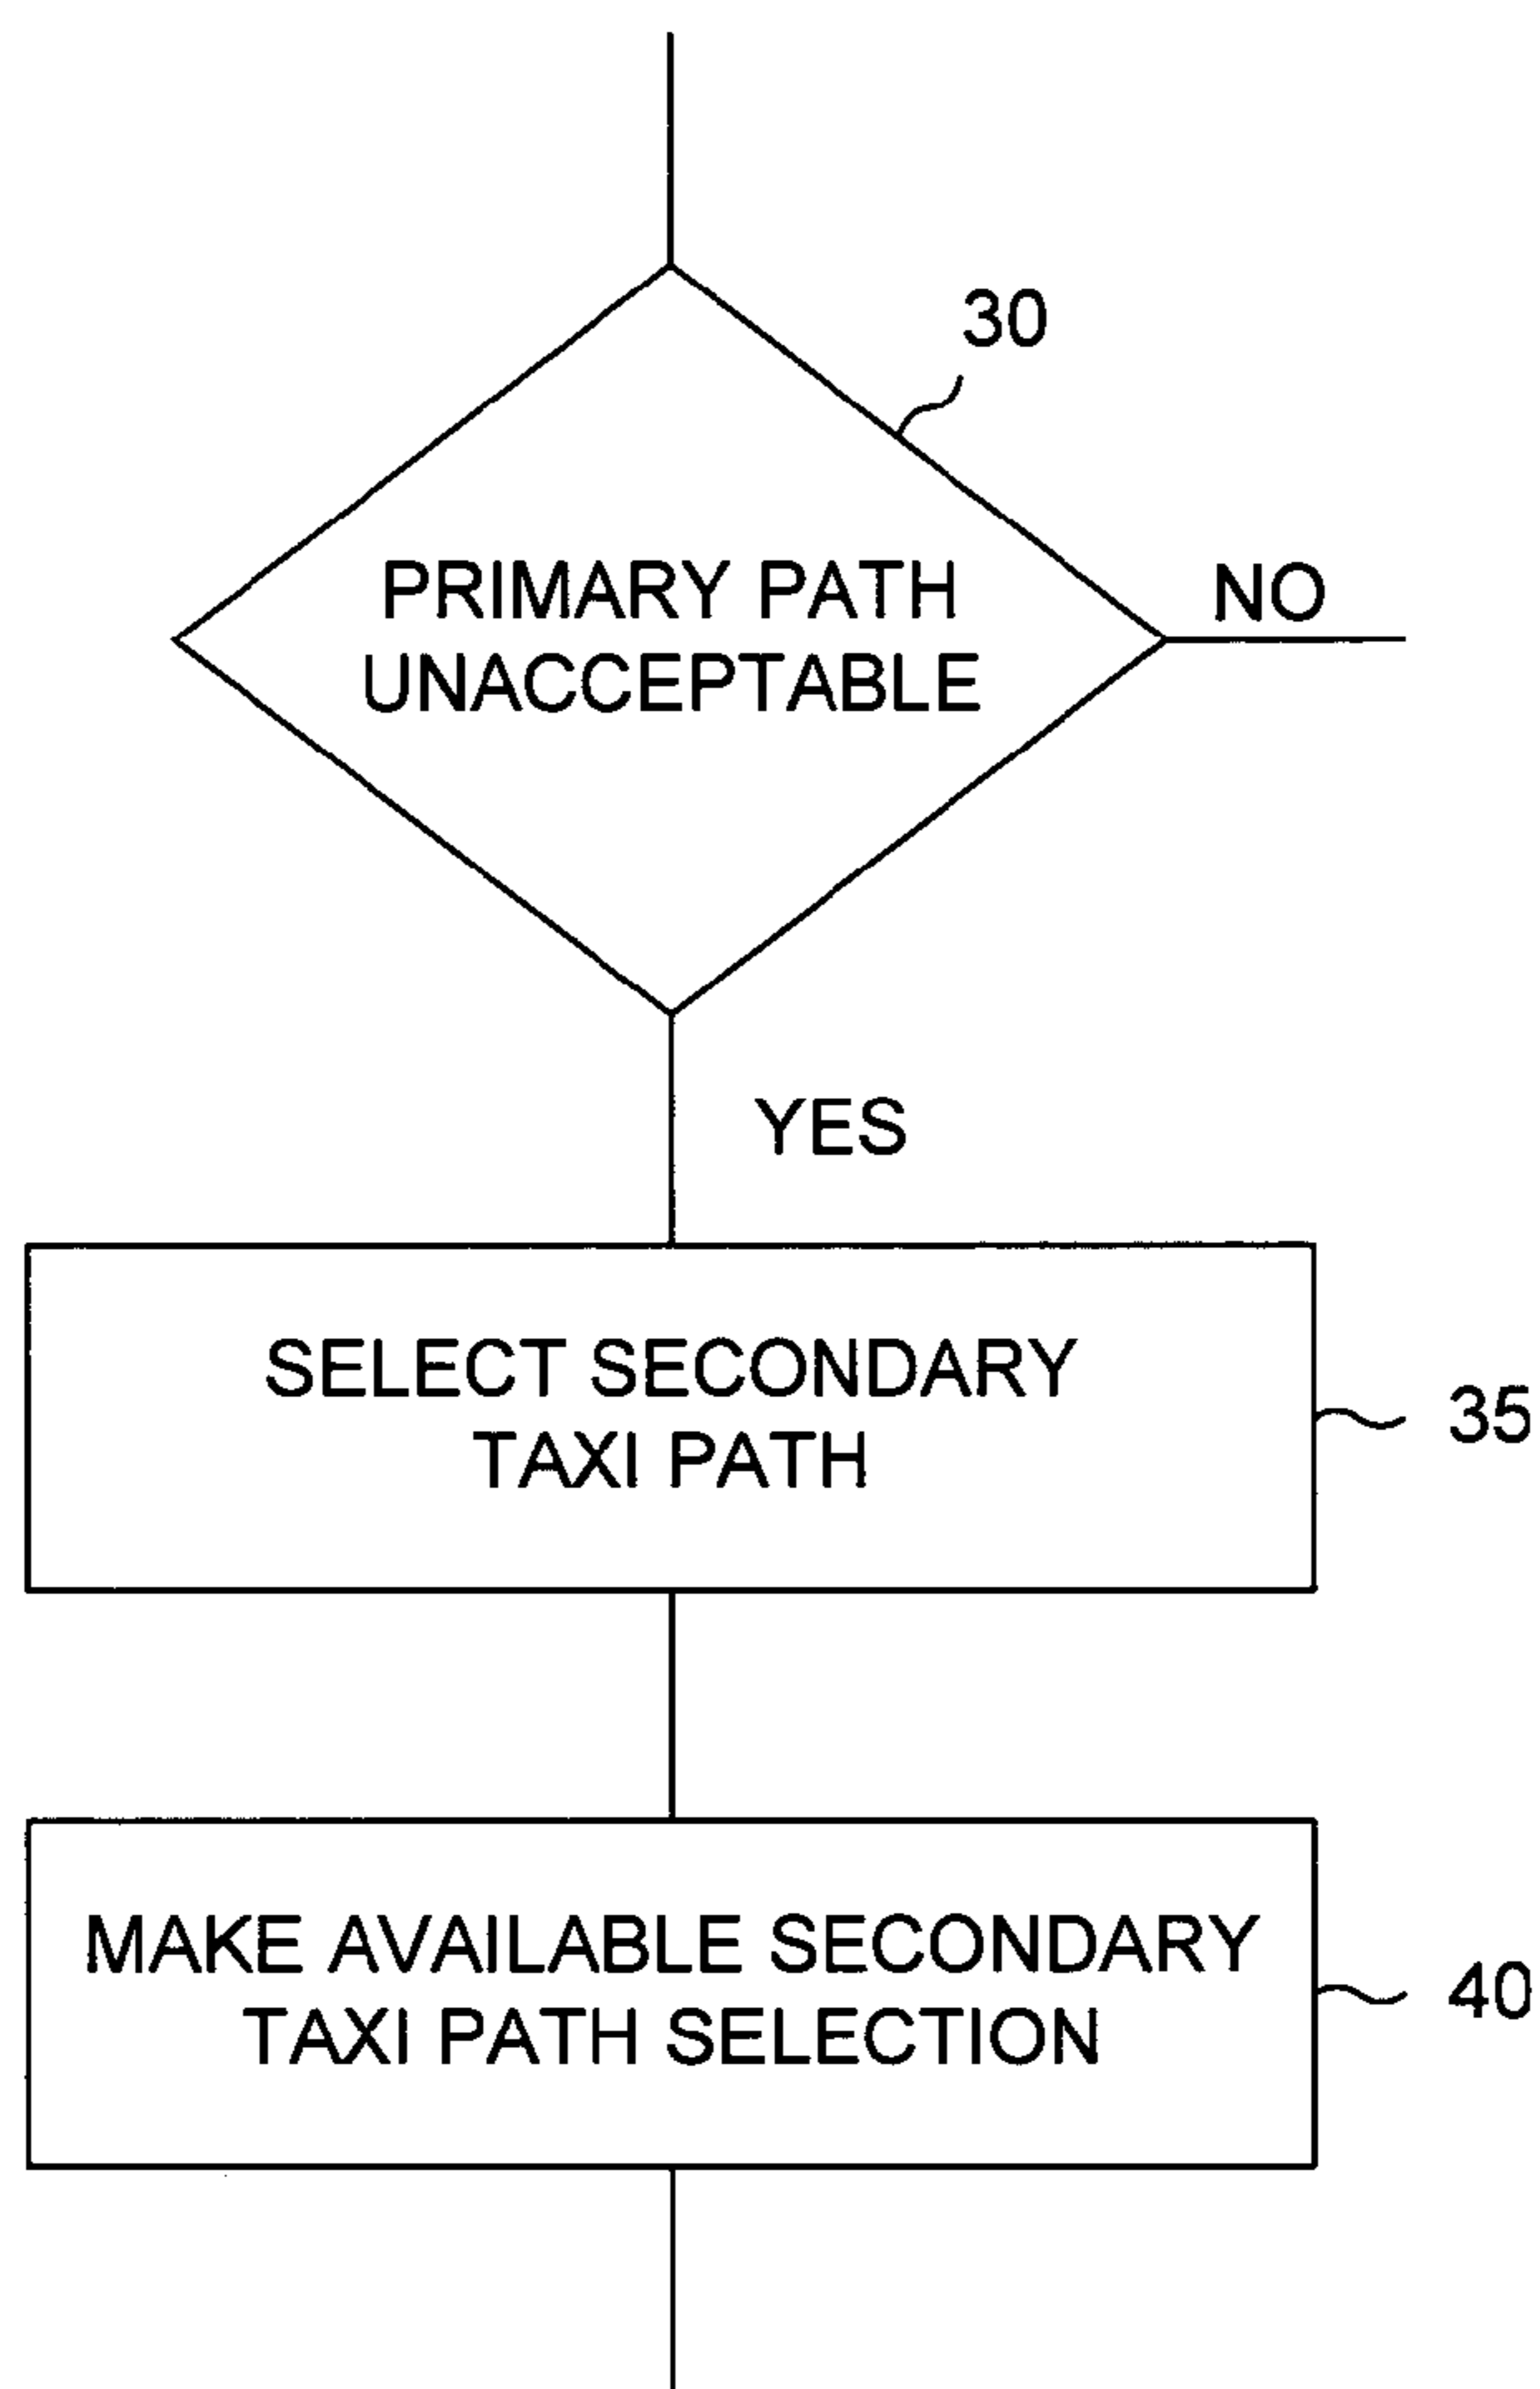 30
PRIMARY PATH
UNACCEPTABLE
NO
YES
SELECT SECONDARY
TAXI PATH
35
MAKE AVAILABLE SECONDARY
TAXI PATH SELECTION
40